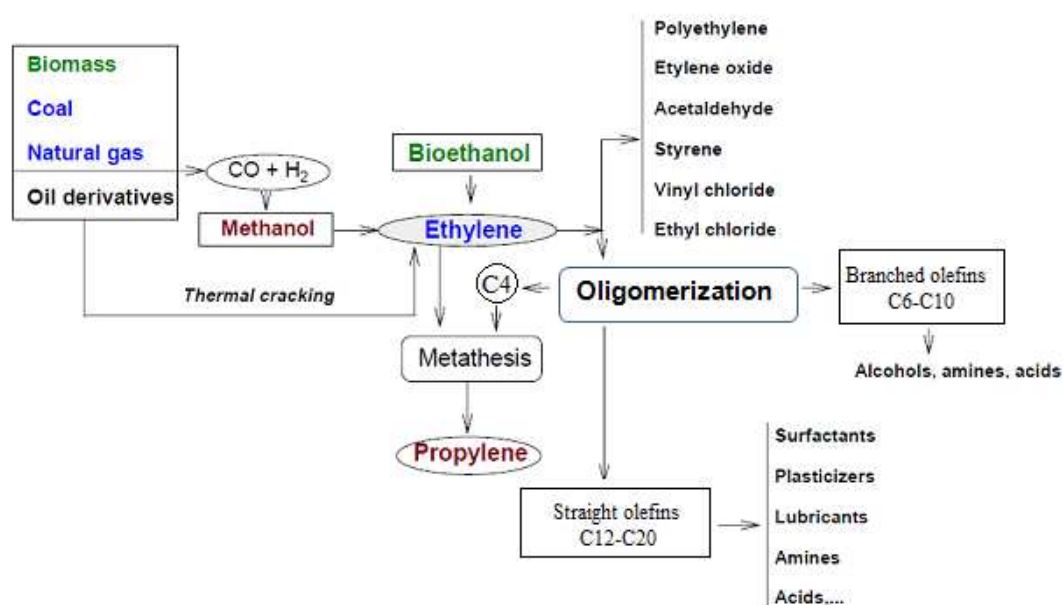 Biomass
Coal
Natural gas
Oil derivatives
CO + H₂
Methanol
Thermal cracking
Bioethanol
Ethylene
Polyethylene
Etylene oxide
Acetaldehyde
Styrene
Vinyl chloride
Ethyl chloride
C4
Oligomerization
Branched olefins
C6-C10
Alcohols, amines, acids
Metathesis
Propylene
Straight olefins
C12-C20
Surfactants
Plasticizers
Lubricants
Amines
Acids,...